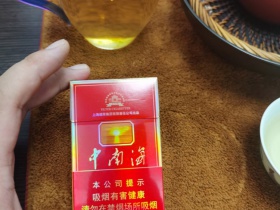 中南海
本公司提示
吸烟有害健康
请勿在禁烟场所吸烟